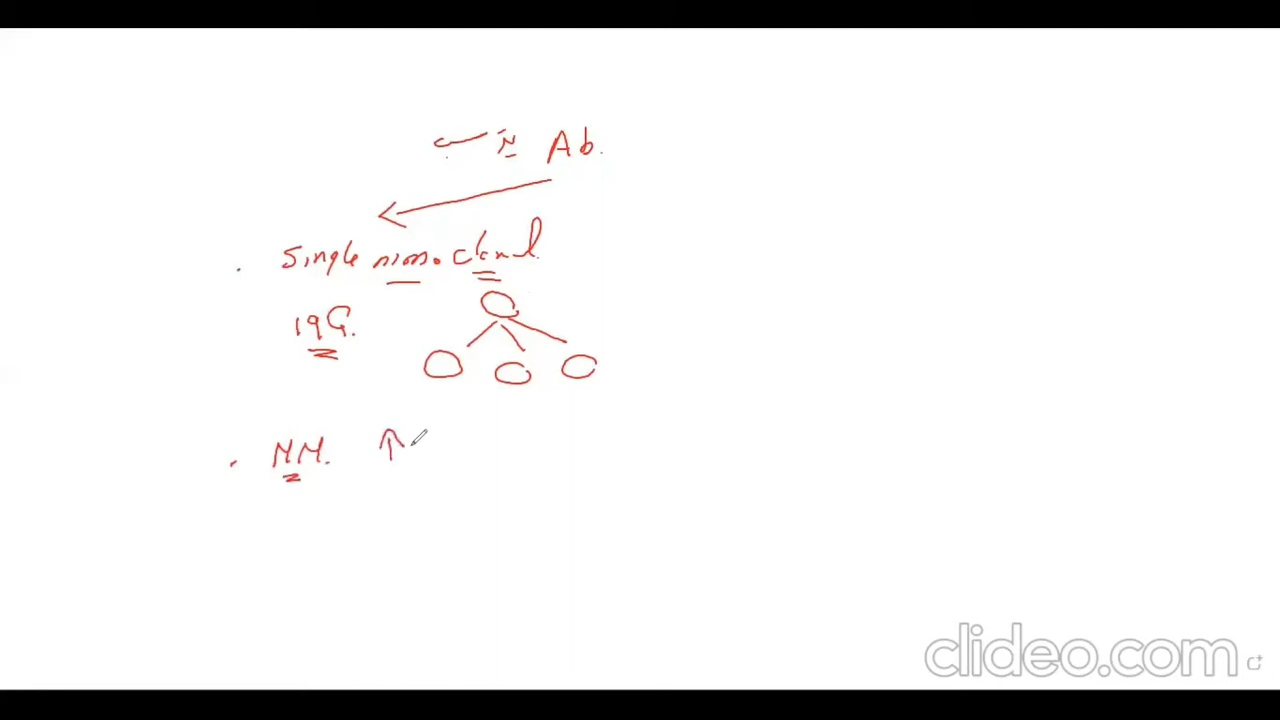 Ab.
. Single mono. clonal
IgG.
. MM. ↑
clideo.com